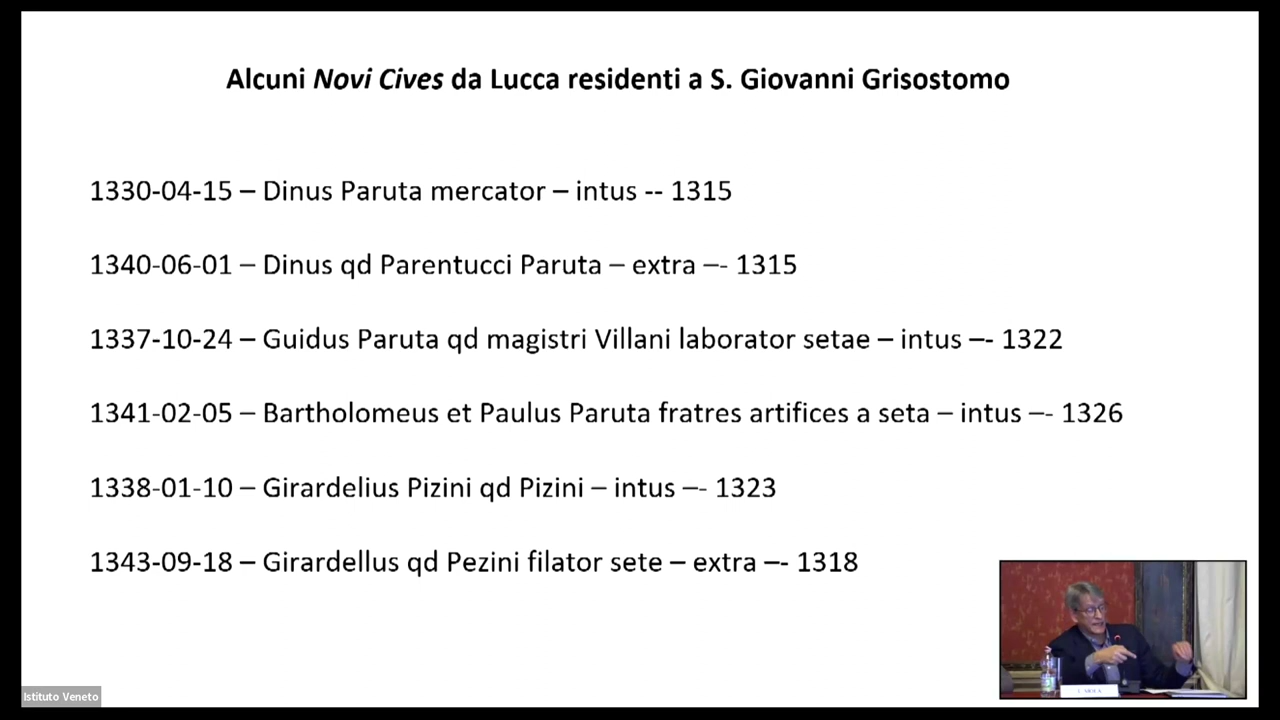 Alcuni Novi Cives da Lucca residenti a S. Giovanni Grisostomo
1330-04-15 – Dinus Paruta mercator – intus -- 1315
1340-06-01 – Dinus qd Parentucci Paruta – extra –- 1315
1337-10-24 – Guidus Paruta qd magistri Villani laborator setae – intus –- 1322
1341-02-05 – Bartholomeus et Paulus Paruta fratres artifices a seta – intus –- 1326
1338-01-10 – Girardelius Pizini qd Pizini – intus –- 1323
1343-09-18 – Girardellus qd Pezini filator sete – extra –- 1318
Istituto Veneto